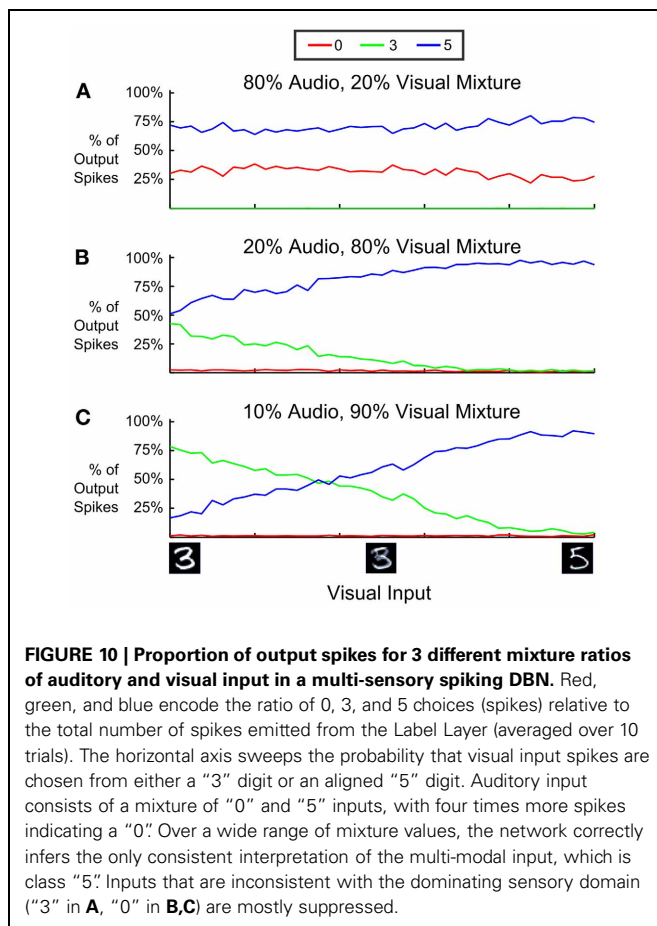 0 3 5
A 80% Audio, 20% Visual Mixture
100%
75%
% of
Output
Spikes
50%
25%
B 20% Audio, 80% Visual Mixture
100%
75%
% of
Output
Spikes
50%
25%
C 10% Audio, 90% Visual Mixture
100%
75%
% of
Output
Spikes
50%
25%
3 3 5
Visual Input
FIGURE 10 | Proportion of output spikes for 3 different mixture ratios
of auditory and visual input in a multi-sensory spiking DBN. Red,
green, and blue encode the ratio of 0, 3, and 5 choices (spikes) relative to
the total number of spikes emitted from the Label Layer (averaged over 10
trials). The horizontal axis sweeps the probability that visual input spikes are
chosen from either a “3” digit or an aligned “5” digit. Auditory input
consists of a mixture of “0” and “5” inputs, with four times more spikes
indicating a “0”. Over a wide range of mixture values, the network correctly
infers the only consistent interpretation of the multi-modal input, which is
class “5”. Inputs that are inconsistent with the dominating sensory domain
(“3” in A, “0” in B,C) are mostly suppressed.